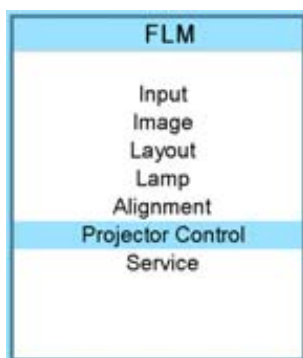 FLM
Input
Image
Layout
Lamp
Alignment
Projector Control
Service